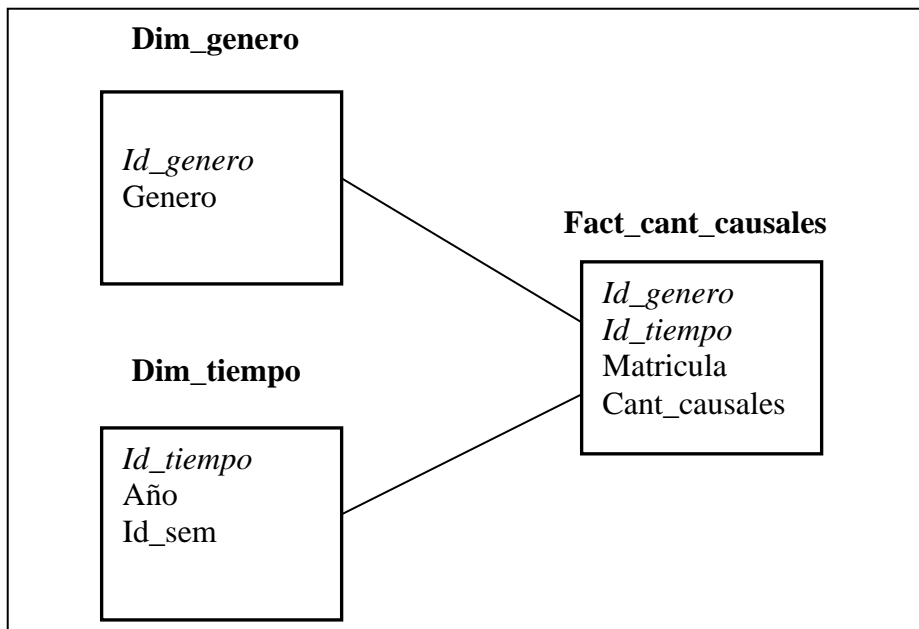 Dim_genero
Id_genero
Genero
Fact_cant_causales
Id_genero
Id_tiempo
Matricula
Cant_causales
Dim_tiempo
Id_tiempo
Año
Id_sem